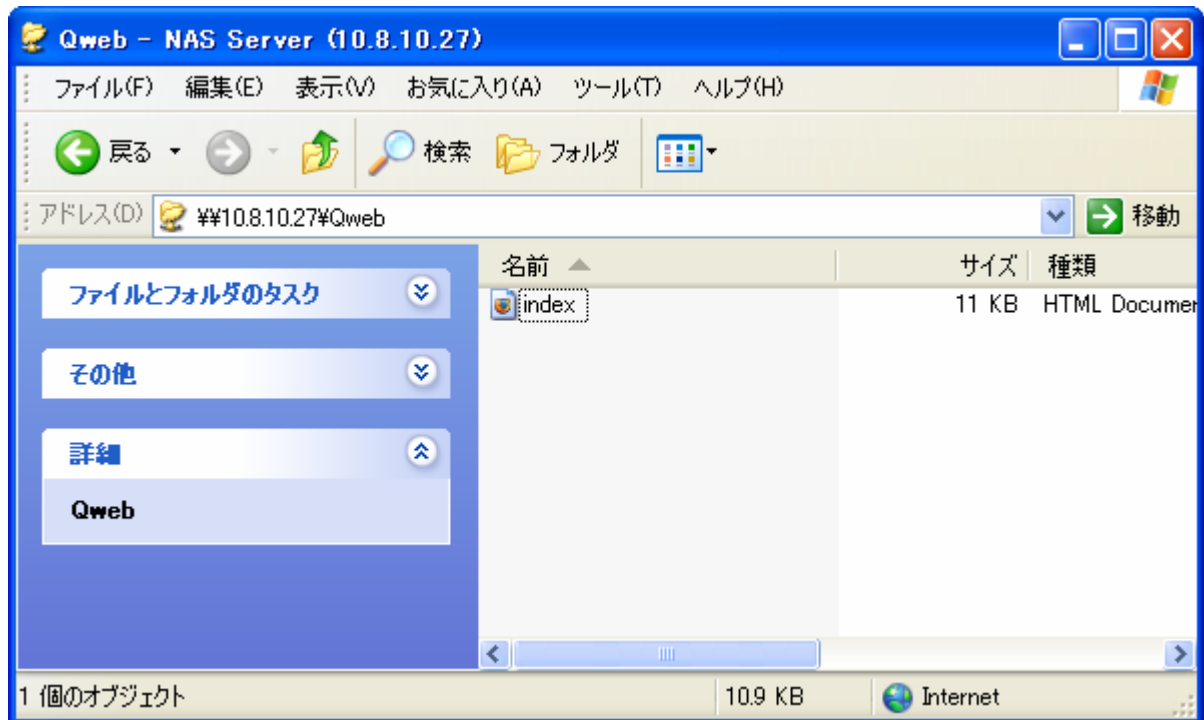 Qweb - NAS Server (10.8.10.27)
ファイル(F) 編集(E) 表示(V) お気に入り(A) ツール(T) ヘルプ(H)
戻る 検索 フォルダ
アドレス(D) ¥¥10.8.10.27¥Qweb 移動
名前 サイズ 種類
ファイルとフォルダのタスク
index 11 KB HTML Documen
その他
詳細
Qweb
1 個のオブジェクト 10.9 KB Internet